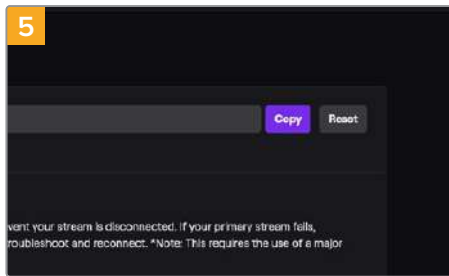 5
Copy Reset
vent your stream is disconnected. If your primary stream fails,
roubleshoot and reconnect. *Note: This requires the use of a major